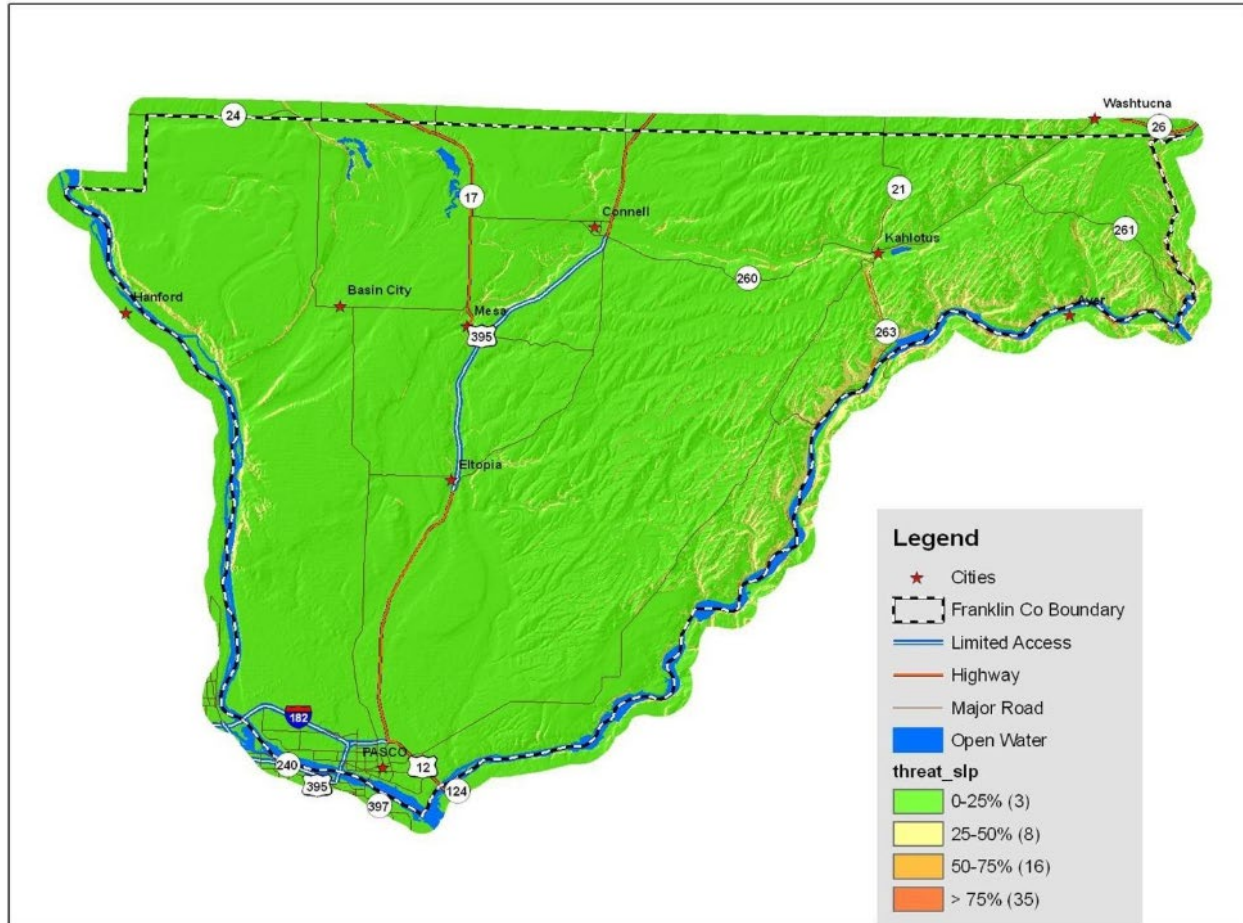 Washtucna
24
26
17
21
Connell
Kahlotus
261
260
Hanford
Basin City
Mesa
395
Ayer
263
Eltopia
182
PASCO
12
240
395
397
124
Legend
Cities
Franklin Co Boundary
Limited Access
Highway
Major Road
Open Water
threat_slp
0-25% (3)
25-50% (8)
50-75% (16)
> 75% (35)